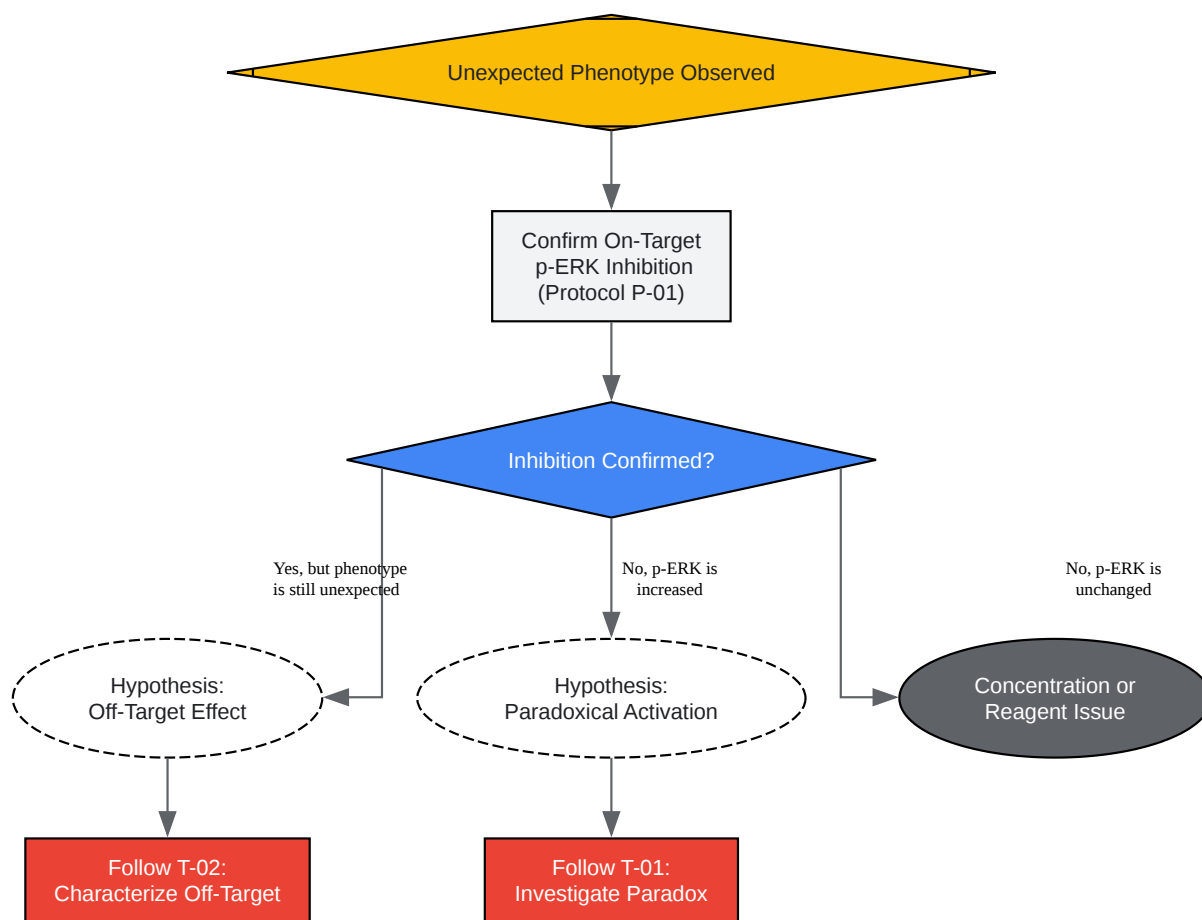 Unexpected Phenotype Observed
Confirm On-Target
p-ERK Inhibition
(Protocol P-01)
Inhibition Confirmed?
Yes, but phenotype
is still unexpected
No, p-ERK is
increased
No, p-ERK is
unchanged
Hypothesis:
Off-Target Effect
Hypothesis:
Paradoxical Activation
Concentration or
Reagent Issue
Follow T-02:
Characterize Off-Target
Follow T-01:
Investigate Paradox